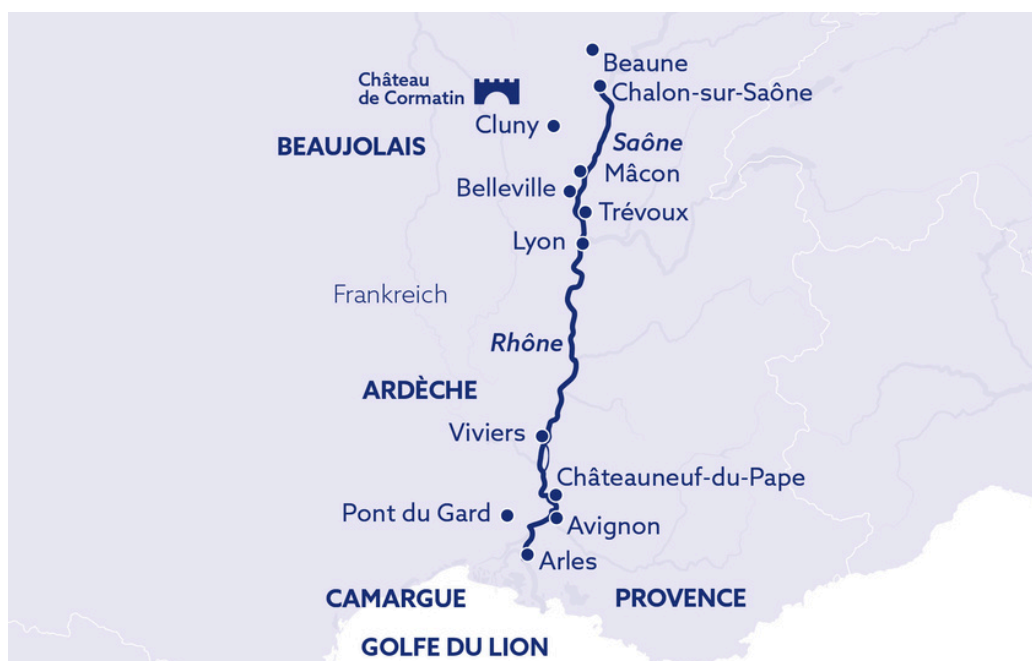 Beaune
Château
de Cormatin
Chalon-sur-Saône
Cluny
BEAUJOLAIS
Saône
Mâcon
Belleville
Trévoux
Lyon
Frankreich
Rhône
ARDÈCHE
Viviers
Châteauneuf-du-Pape
Pont du Gard
Avignon
Arles
CAMARGUE
PROVENCE
GOLFE DU LION